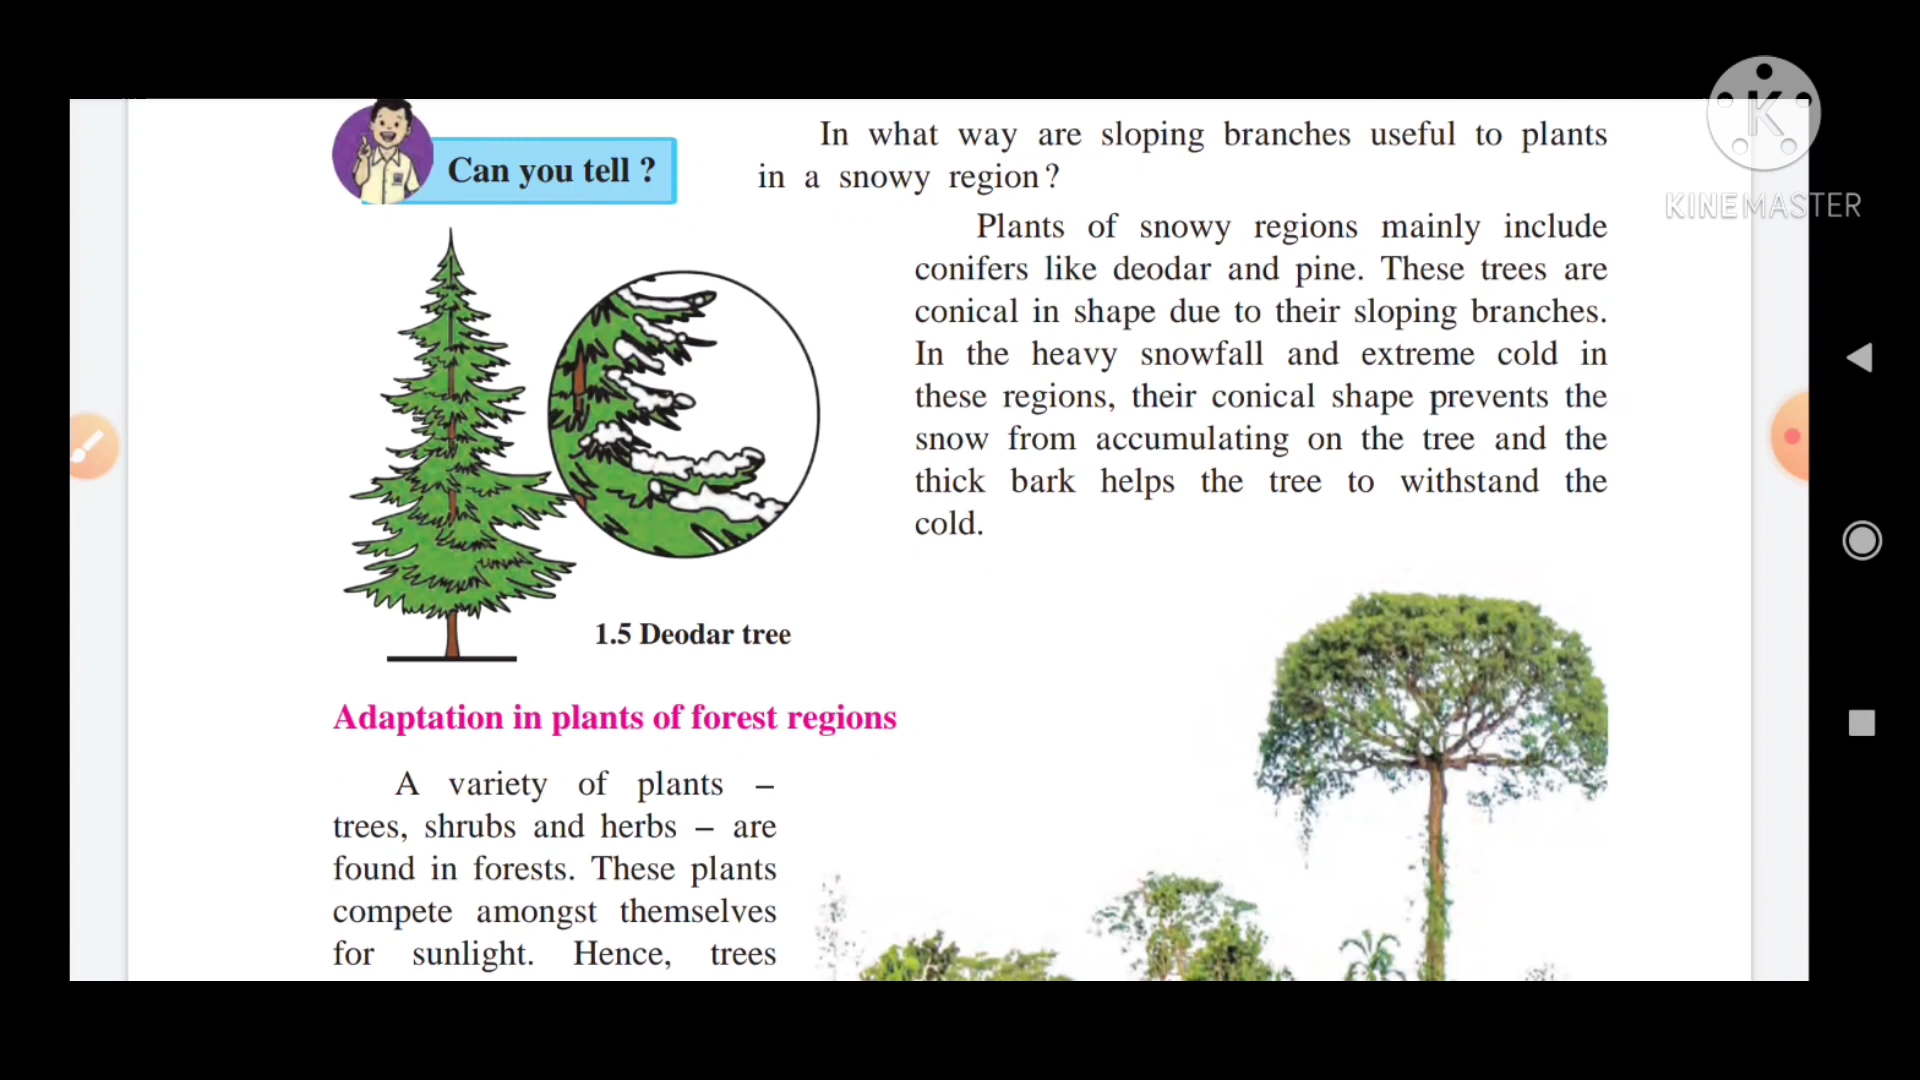 Can you tell ?
In what way are sloping branches useful to plants
in a snowy region?
Plants of snowy regions mainly include
conifers like deodar and pine. These trees are
conical in shape due to their sloping branches.
In the heavy snowfall and extreme cold in
these regions, their conical shape prevents the
snow from accumulating on the tree and the
thick bark helps the tree to withstand the
cold.
1.5 Deodar tree
Adaptation in plants of forest regions
A variety of plants –
trees, shrubs and herbs – are
found in forests. These plants
compete amongst themselves
for sunlight. Hence, trees
K
KINEMASTER